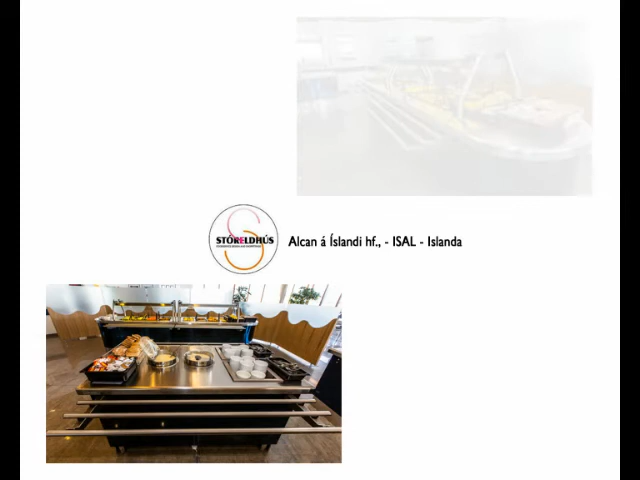 STÓRELDHÚS
Alcan á Íslandi hf., - ISAL - Islanda